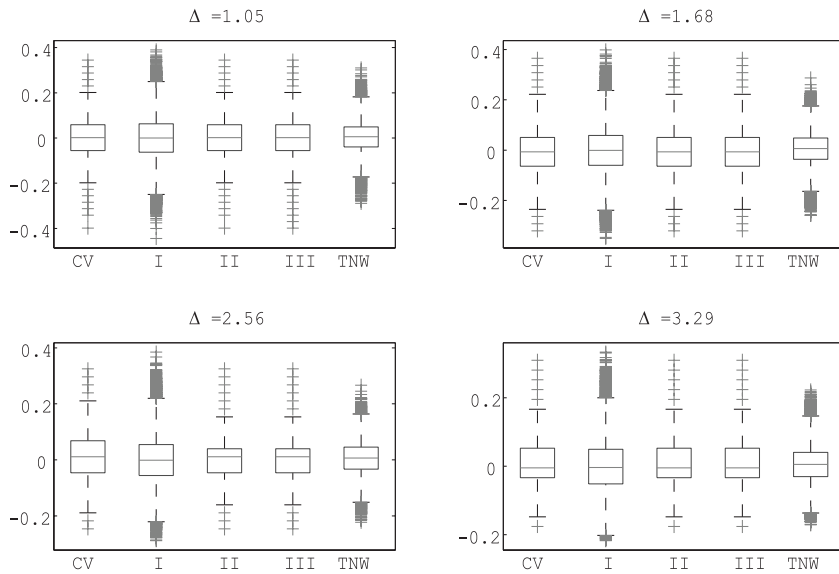 Δ =1.05
Δ =1.68
0.4
0.2
0
-0.2
-0.4
CV I II III TNW
0.4
0.2
0
-0.2
CV I II III TNW
Δ =2.56
Δ =3.29
0.4
0.2
0
-0.2
CV I II III TNW
0.2
0
-0.2
CV I II III TNW